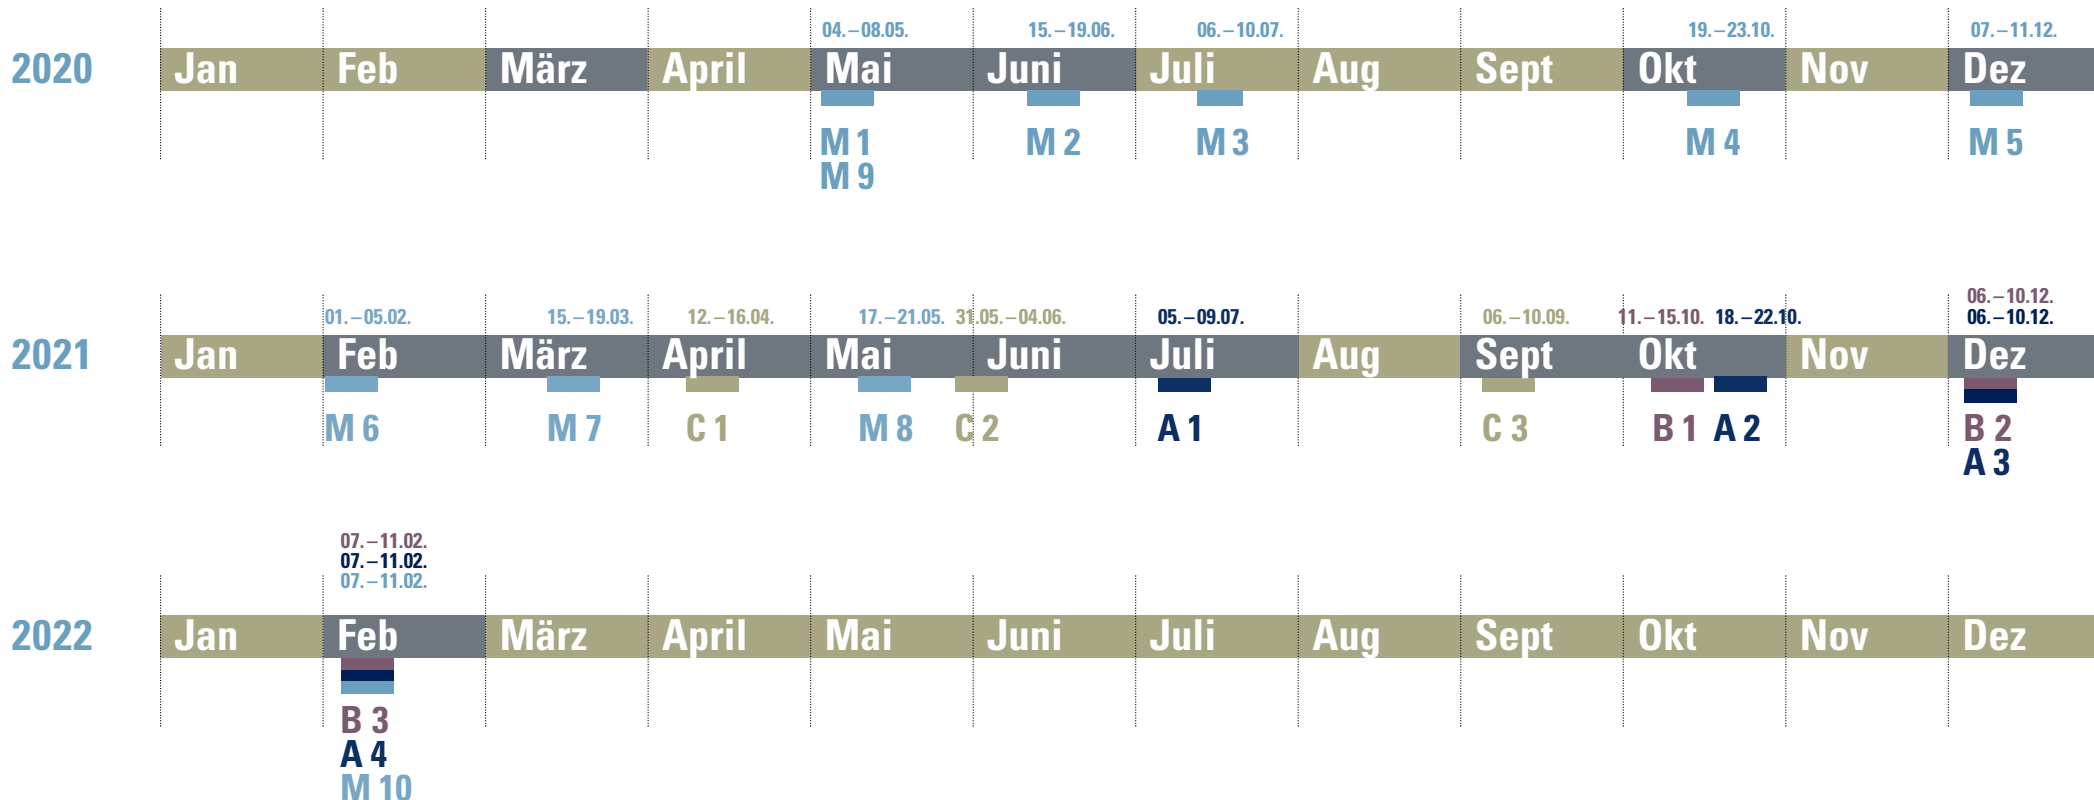 04. – 08.05. 15. – 19.06. 06. – 10.07. 19. – 23.10. 07. – 11.12.
2020 Jan Feb März April Mai Juni Juli Aug Sept Okt Nov Dez
M 1 M 2 M 3 M 4 M 5
M 9
06. – 10.12.
01. – 05.02. 15. – 19.03. 12. – 16.04. 17. – 21.05. 31.05. – 04.06. 05. – 09.07. 06. – 10.09. 11. – 15.10. 18. – 22.10. 06. – 10.12.
2021 Jan Feb März April Mai Juni Juli Aug Sept Okt Nov Dez
M 6 M 7 C 1 M 8 C 2 A 1 C 3 B 1 A 2 B 2
A 3
07. – 11.02.
07. – 11.02.
07. – 11.02.
2022 Jan Feb März April Mai Juni Juli Aug Sept Okt Nov Dez
B 3
A 4
M 10